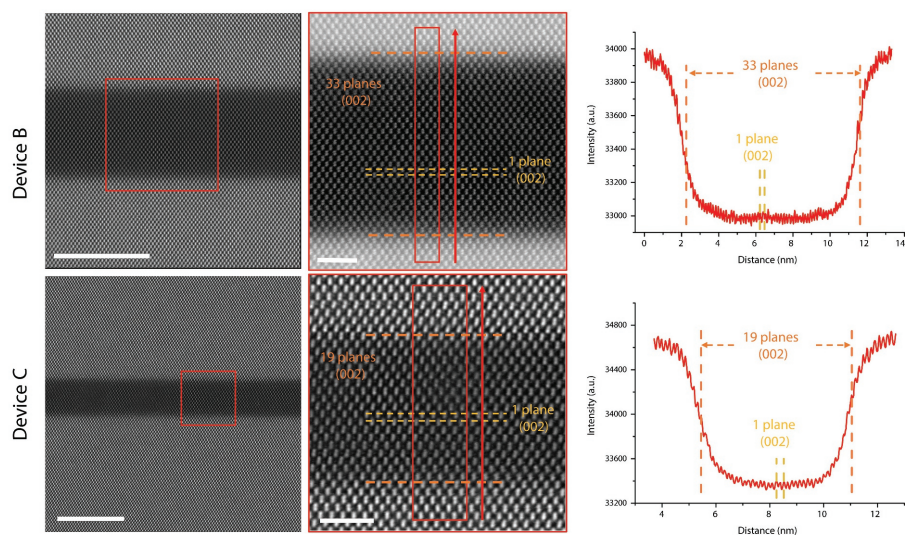 Device B
33 planes
(002)
1 plane
(002)
34000
33800
33600
33400
33200
33000
Intensity (a.u.)
33 planes
(002)
1 plane
(002)
0 2 4 6 8 10 12 14
Distance (nm)
Device C
19 planes
(002)
1 plane
(002)
34800
34400
34000
33600
33200
Intensity (a.u.)
19 planes
(002)
1 plane
(002)
4 6 8 10 12
Distance (nm)